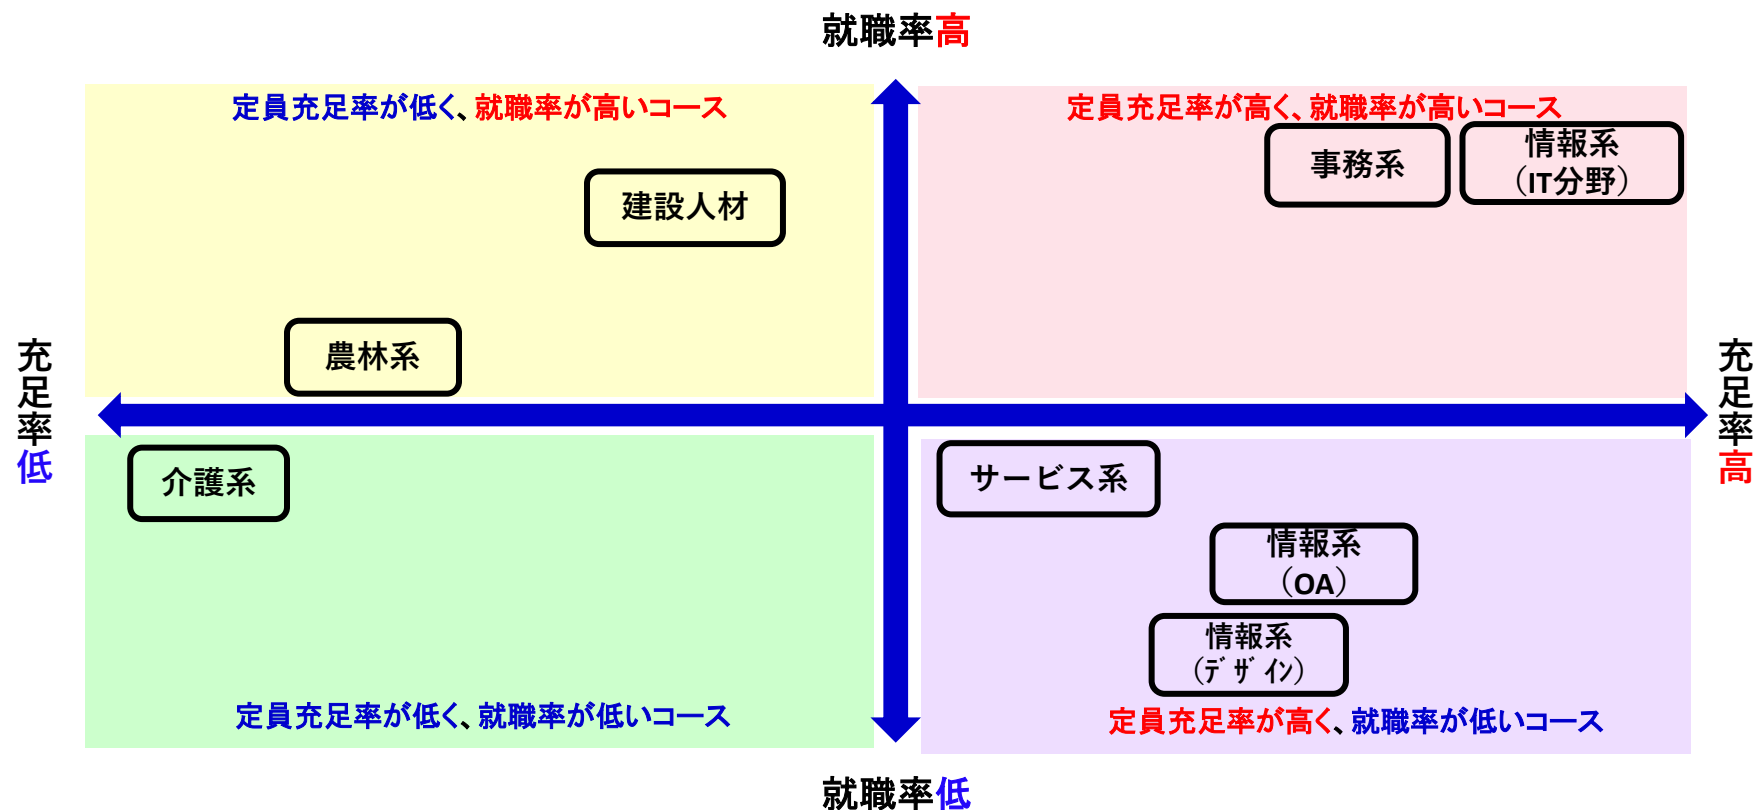 就職率高
定員充足率が低く、就職率が高いコース
定員充足率が高く、就職率が高いコース
建設人材
事務系
情報系
（IT分野）
農林系
充足率低
充足率高
介護系
サービス系
情報系
（OA）
情報系
（ﾃﾞｻﾞｲﾝ）
定員充足率が低く、就職率が低いコース
定員充足率が高く、就職率が低いコース
就職率低